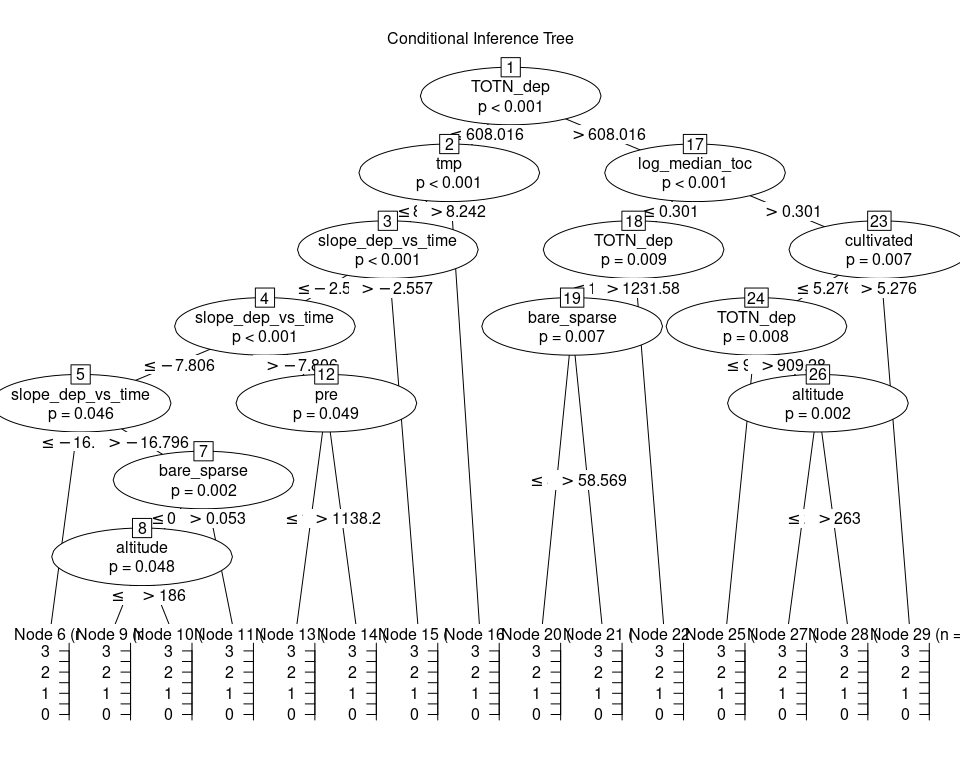 Conditional Inference Tree
1
TOTN_dep
p < 0.001
≤ 608.016
> 608.016
2
tmp
p < 0.001
17
log_median_toc
p < 0.001
≤ 8
> 8.242
≤ 0.301
> 0.301
3
slope_dep_vs_time
p < 0.001
18
TOTN_dep
p = 0.009
23
cultivated
p = 0.007
≤ −2.5
> −2.557
≤ 1
> 1231.58
≤ 5.276
> 5.276
4
slope_dep_vs_time
p < 0.001
19
bare_sparse
p = 0.007
24
TOTN_dep
p = 0.008
≤ −7.806
> −7.806
≤ 9
> 909.28
5
slope_dep_vs_time
p = 0.046
12
pre
p = 0.049
26
altitude
p = 0.002
≤ −16.
> −16.796
7
bare_sparse
p = 0.002
≤
> 58.569
≤ 0
> 0.053
≤
> 1138.2
≤
> 263
8
altitude
p = 0.048
≤
> 186
Node 6 (n Node 9 (n Node 10 Node 11 Node 13 Node 14 Node 15 ( Node 16 Node 20 Node 21 ( Node 22 Node 25 Node 27 Node 28 Node 29 (n =
3 3 3 3 3 3 3 3 3 3 3 3 3 3 3
2 2 2 2 2 2 2 2 2 2 2 2 2 2 2
1 1 1 1 1 1 1 1 1 1 1 1 1 1 1
0 0 0 0 0 0 0 0 0 0 0 0 0 0 0